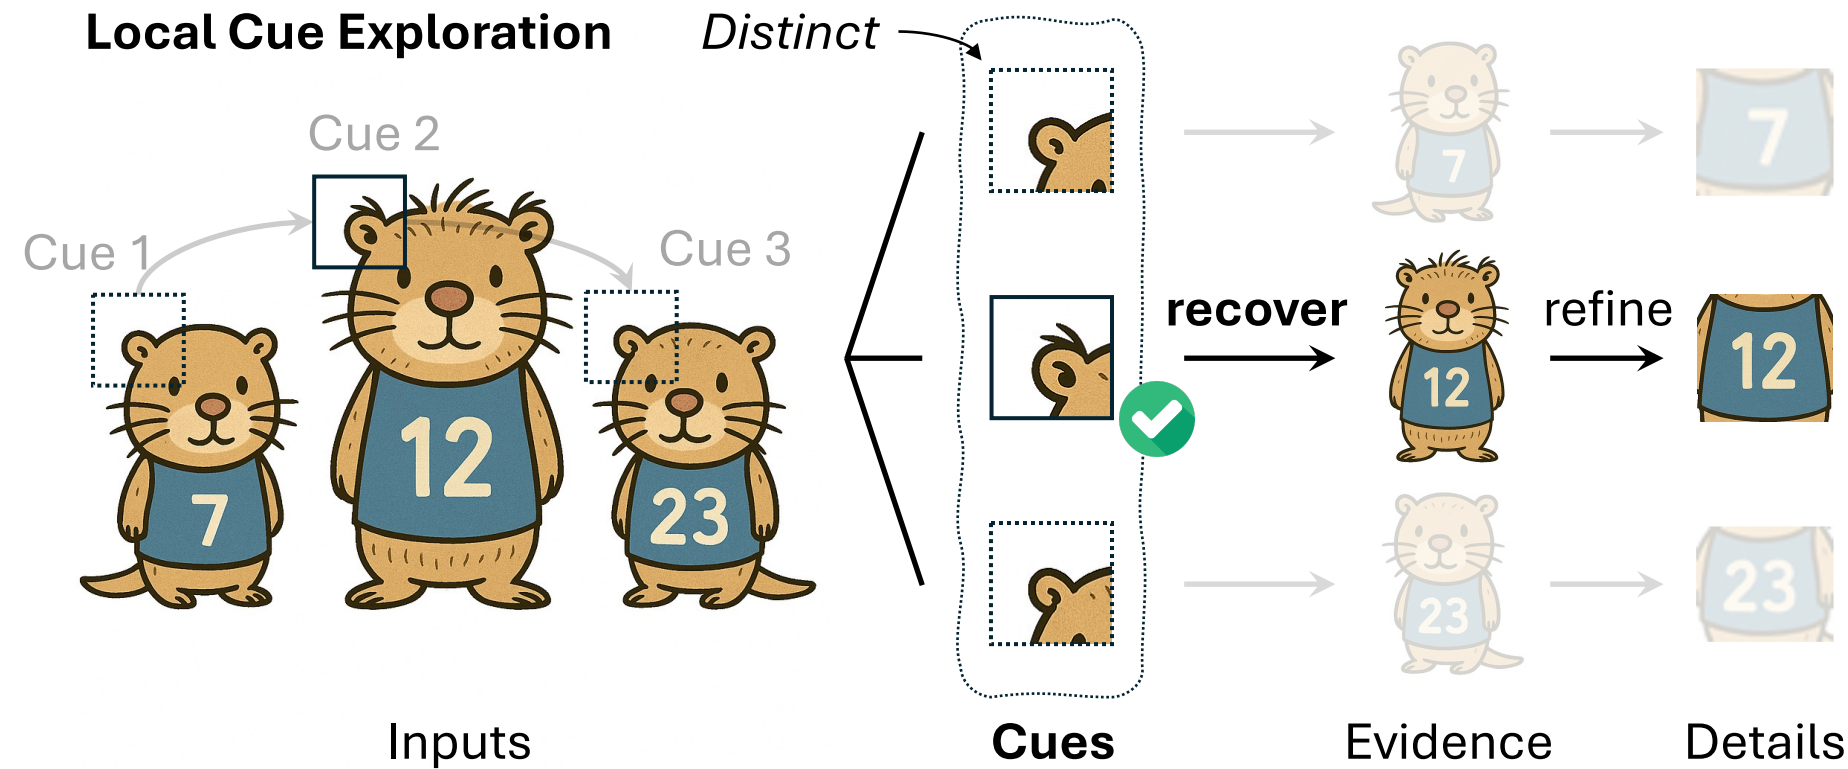 Local Cue Exploration
Distinct
Cue 1
Cue 2
Cue 3
7
12
23
recover
refine
7
7
12
12
23
23
Inputs
Cues
Evidence
Details